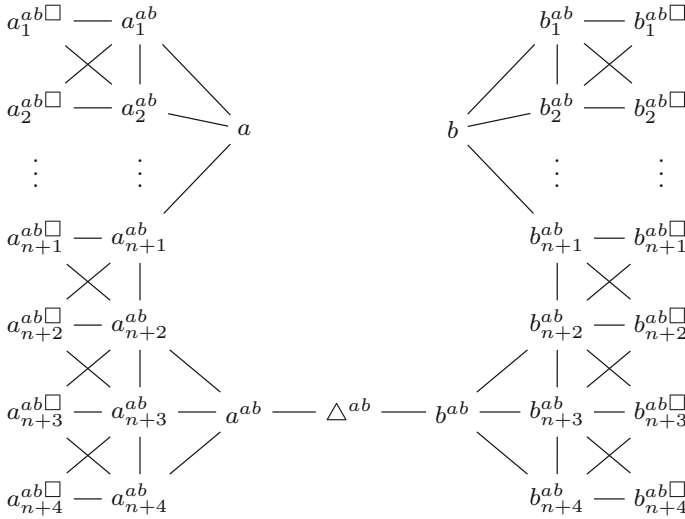 a_1^{ab□} a_1^{ab} b_1^{ab} b_1^{ab□}
a_2^{ab□} a_2^{ab} b_2^{ab} b_2^{ab□}
a b
⋮ ⋮ ⋮ ⋮
a_{n+1}^{ab□} a_{n+1}^{ab} b_{n+1}^{ab} b_{n+1}^{ab□}
a_{n+2}^{ab□} a_{n+2}^{ab} b_{n+2}^{ab} b_{n+2}^{ab□}
a_{n+3}^{ab□} a_{n+3}^{ab} a^{ab} △^{ab} b^{ab} b_{n+3}^{ab} b_{n+3}^{ab□}
a_{n+4}^{ab□} a_{n+4}^{ab} b_{n+4}^{ab} b_{n+4}^{ab□}